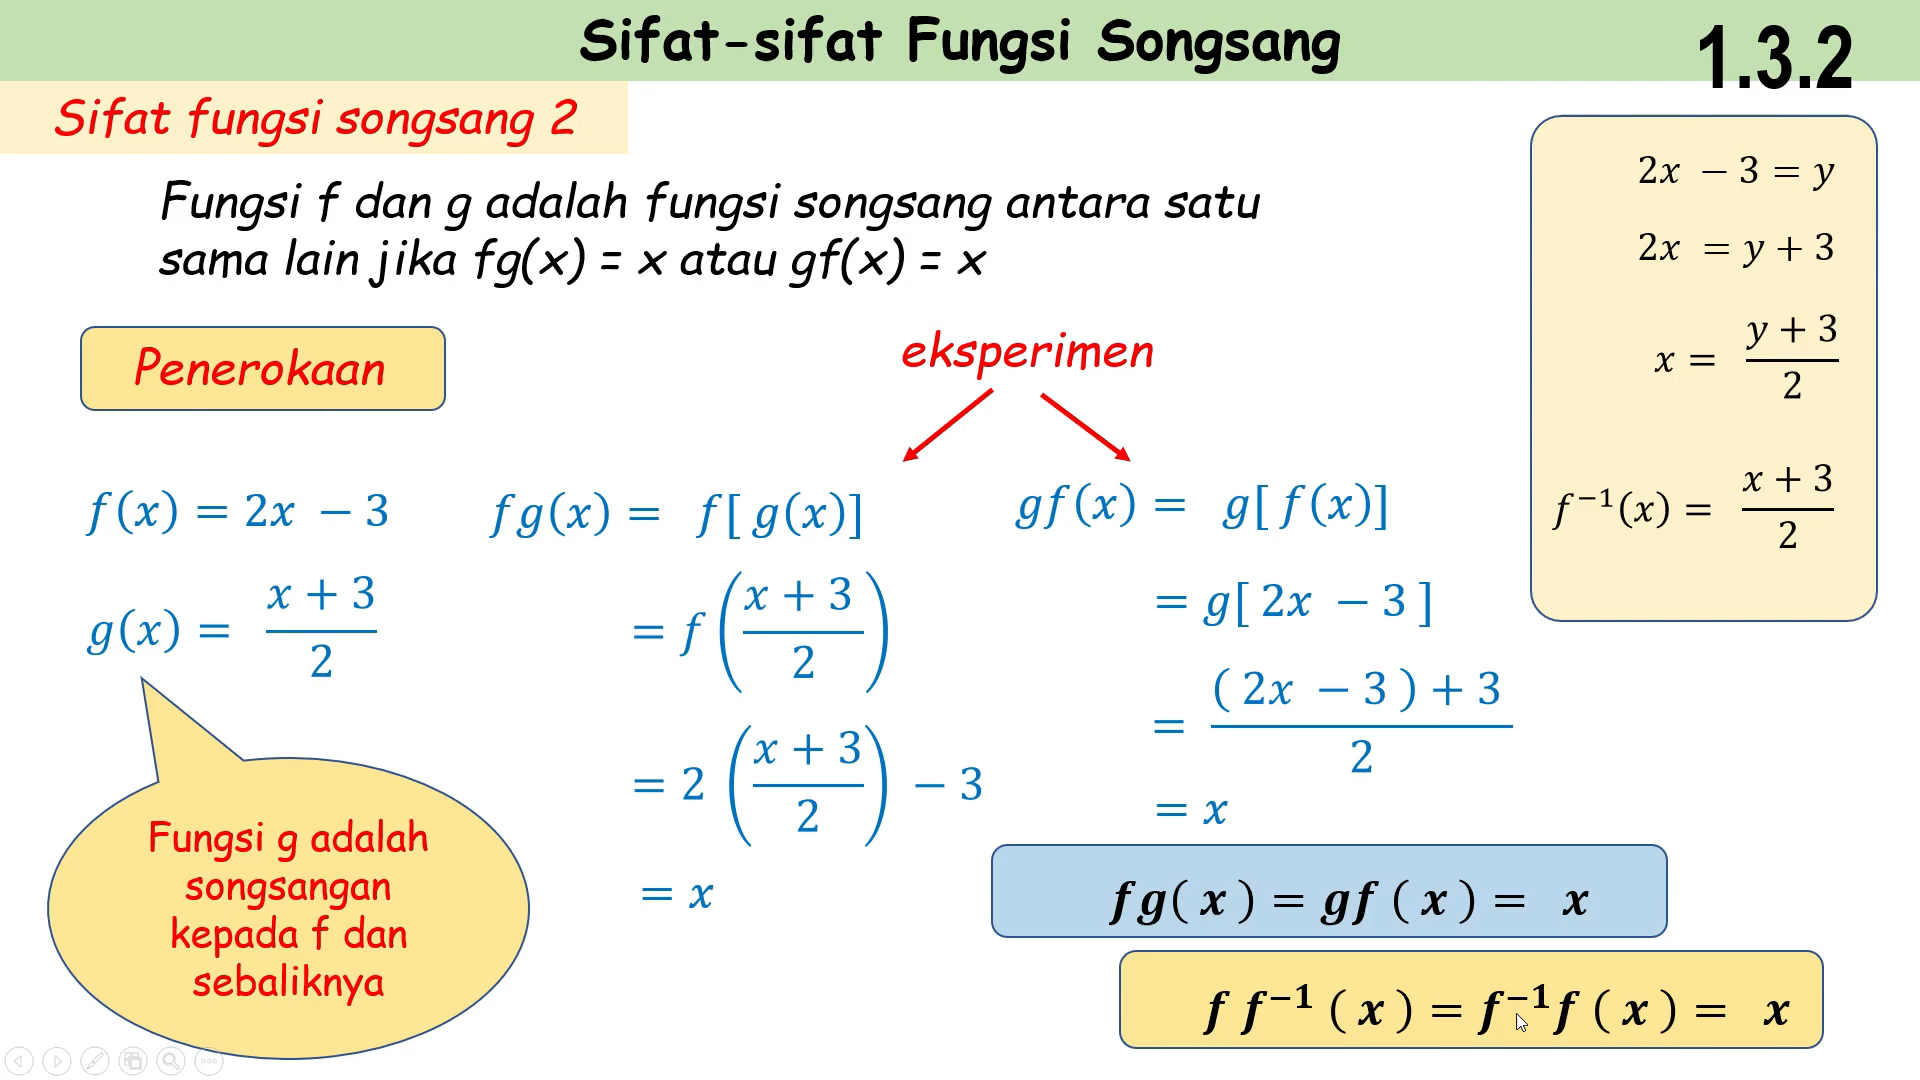 Sifat-sifat Fungsi Songsang
1.3.2
Sifat fungsi songsang 2
Fungsi f dan g adalah fungsi songsang antara satu
sama lain jika fg(x) = x atau gf(x) = x
Penerokaan
eksperimen
f(x) = 2x − 3
g(x) = (x + 3)/2
Fungsi g adalah
songsangan
kepada f dan
sebaliknya
fg(x) = f[ g(x)]
= f((x + 3)/2)
= 2((x + 3)/2) − 3
= x
gf(x) = g[ f(x)]
= g[ 2x − 3 ]
= (( 2x − 3 ) + 3)/2
= x
2x − 3 = y
2x = y + 3
x = (y + 3)/2
f⁻¹(x) = (x + 3)/2
fg( x ) = gf ( x ) = x
f f⁻¹ ( x ) = f⁻¹f ( x ) = x